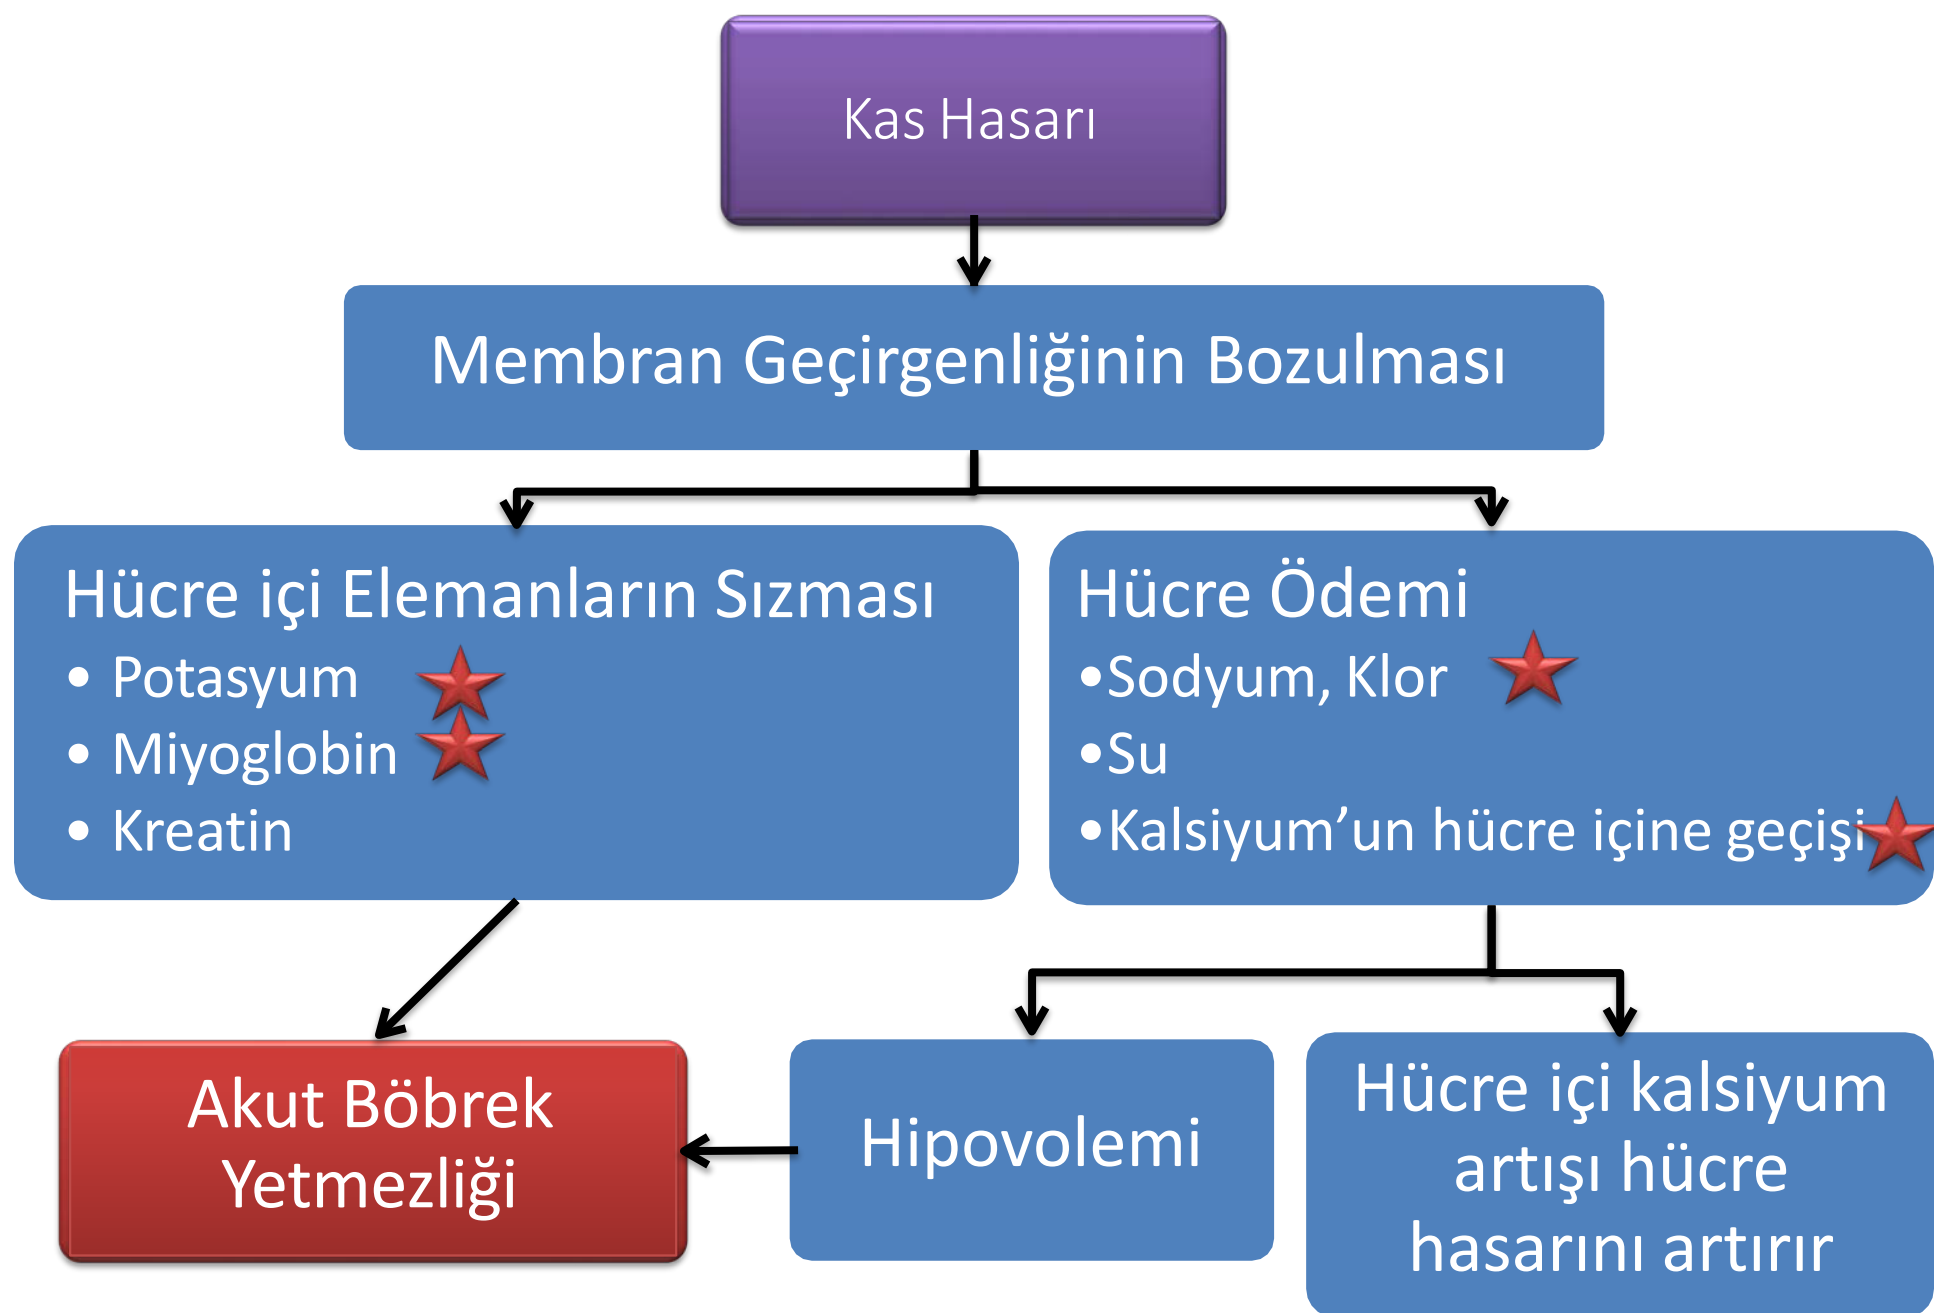 Kas Hasarı
Membran Geçirgenliğinin Bozulması
Hücre içi Elemanların Sızması
• Potasyum
• Miyoglobin
• Kreatin
Hücre Ödemi
•Sodyum, Klor
•Su
•Kalsiyum’un hücre içine geçişi
Akut Böbrek
Yetmezliği
Hipovolemi
Hücre içi kalsiyum
artışı hücre
hasarını artırır